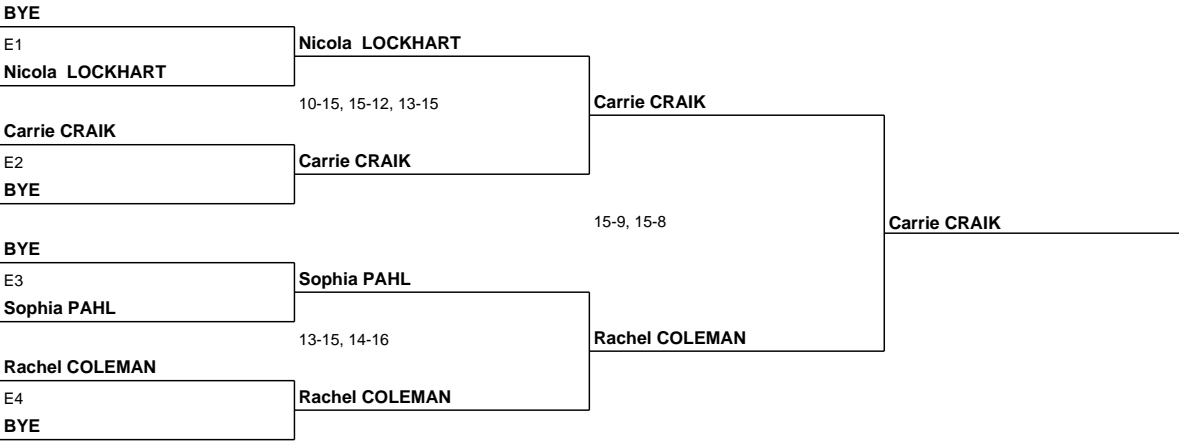 BYE
E1
Nicola LOCKHART
Nicola LOCKHART
10-15, 15-12, 13-15
Carrie CRAIK
Carrie CRAIK
E2
Carrie CRAIK
BYE
15-9, 15-8
Carrie CRAIK
BYE
E3
Sophia PAHL
Sophia PAHL
13-15, 14-16
Rachel COLEMAN
Rachel COLEMAN
E4
Rachel COLEMAN
BYE